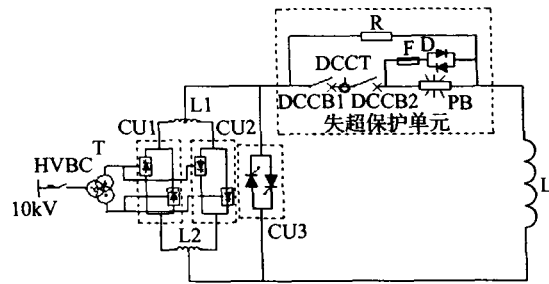 R
F D
DCCT
DCCB1 DCCB2 PB
失超保护单元
L1
CU1 CU2
T
HVBC
10kV
L
L2
CU3